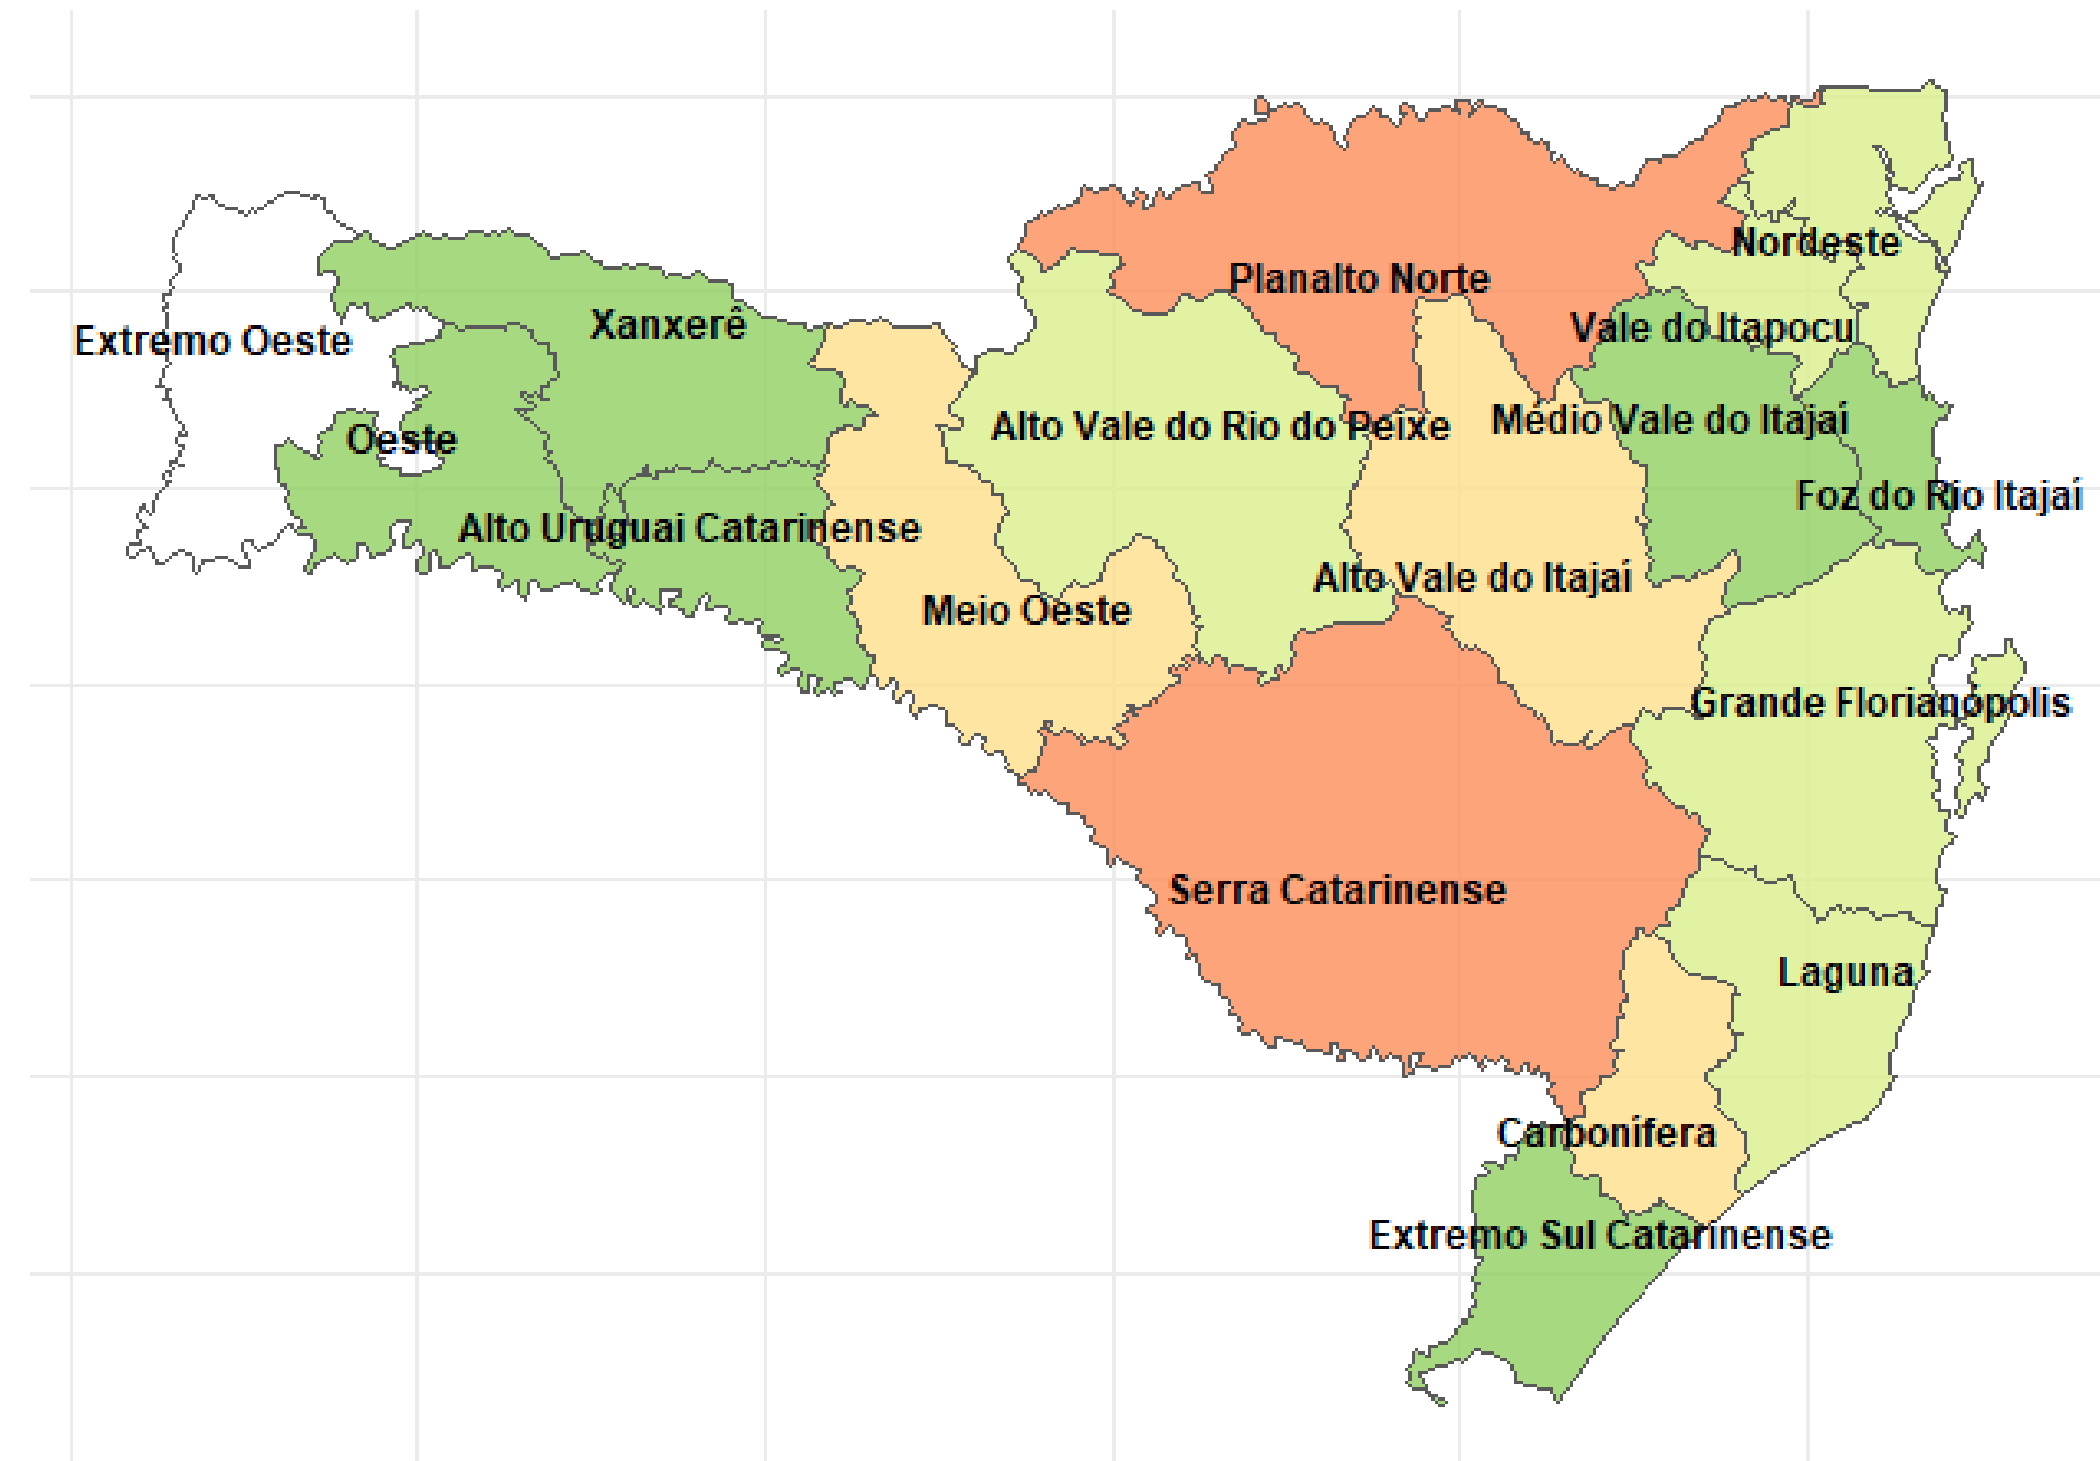 Nordeste
Planalto Norte
Xanxerê
Vale do Itapocu
Extremo Oeste
Médio Vale do Itajaí
Alto Vale do Rio do Peixe
Oeste
Foz do Rio Itajaí
Alto Uruguai Catarinense
Alto Vale do Itajaí
Meio Oeste
Grande Florianópolis
Serra Catarinense
Laguna
Carbonífera
Extremo Sul Catarinense